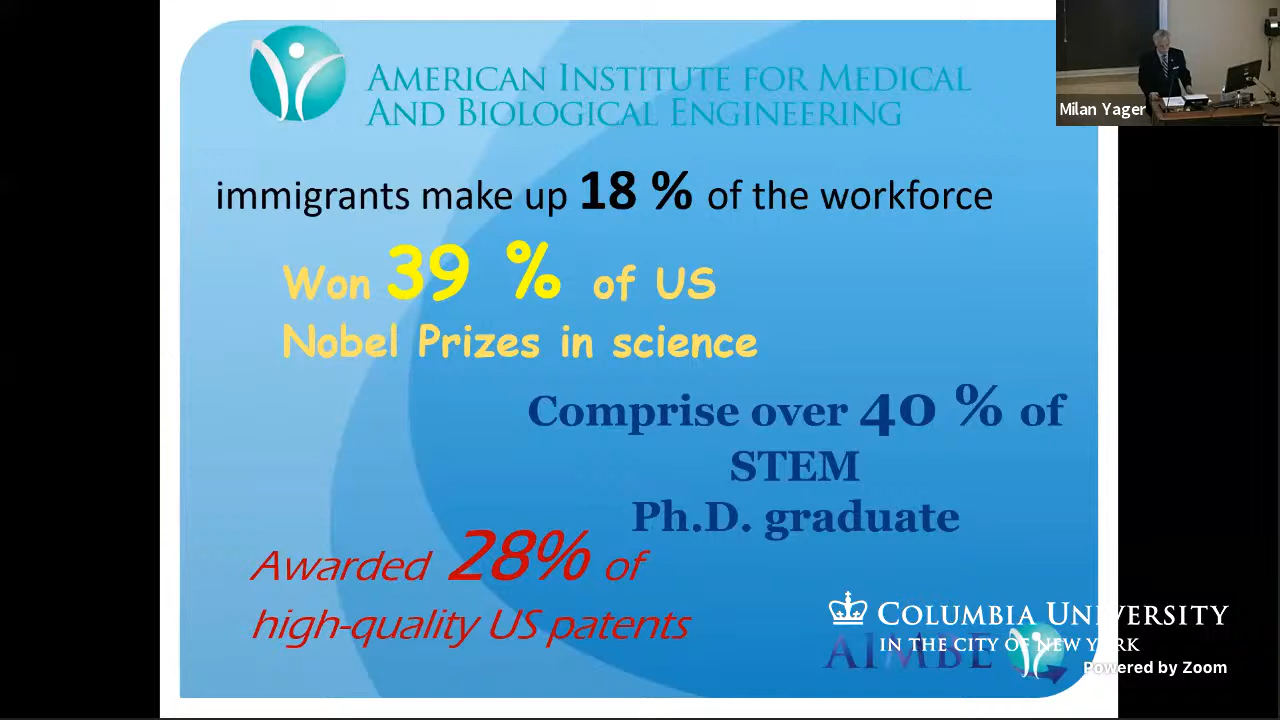 AMERICAN INSTITUTE FOR MEDICAL
AND BIOLOGICAL ENGINEERING
Milan Yager
immigrants make up 18 % of the workforce
Won 39 % of US
Nobel Prizes in science
Comprise over 40 % of
STEM
Ph.D. graduate
Awarded 28% of
high-quality US patents
COLUMBIA UNIVERSITY
IN THE CITY OF NEW YORK
AIMBE
Powered by Zoom